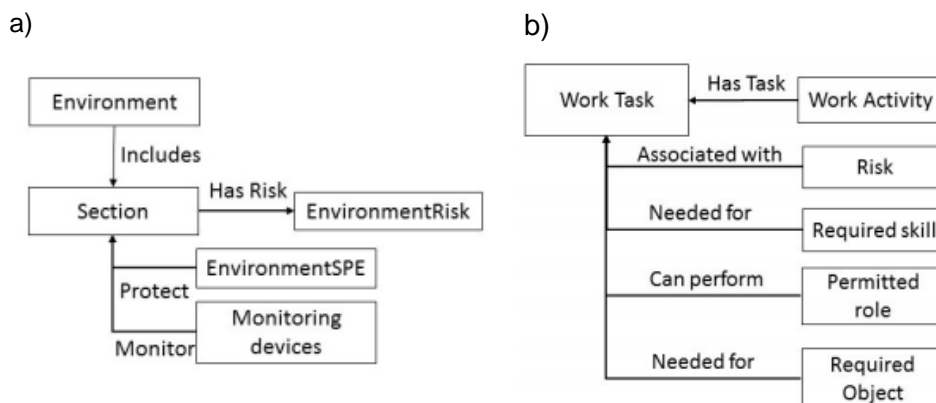 a)
Environment
Includes
Section
Has Risk
EnvironmentRisk
EnvironmentSPE
Protect
Monitoring
devices
Monitor
b)
Work Task
Has Task
Work Activity
Associated with
Risk
Needed for
Required skill
Can perform
Permitted
role
Needed for
Required
Object